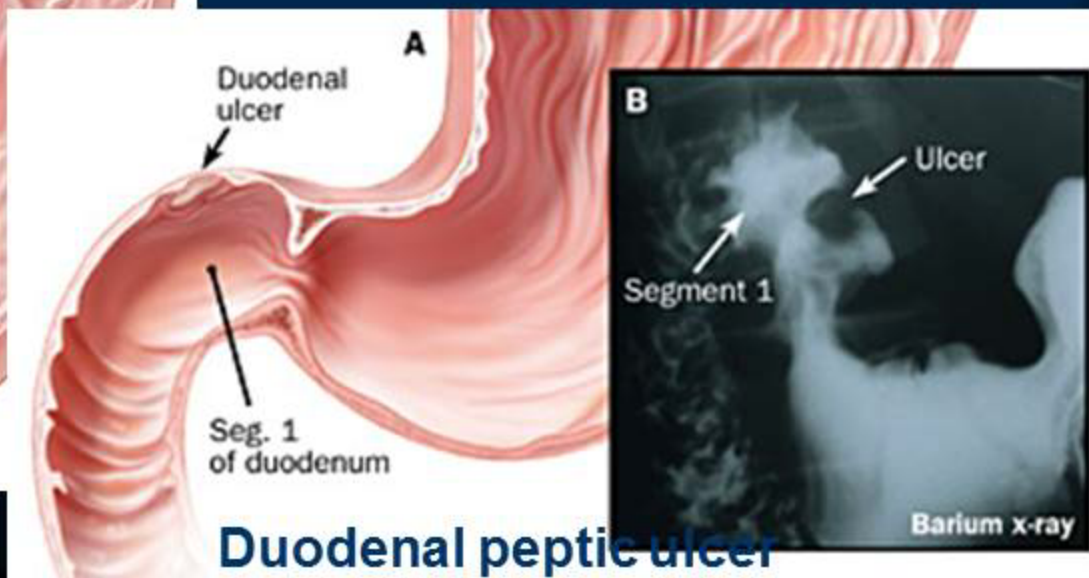 A
Duodenal
ulcer
Seg. 1
of duodenum
B
Ulcer
Segment 1
Barium x-ray
Duodenal peptic ulcer